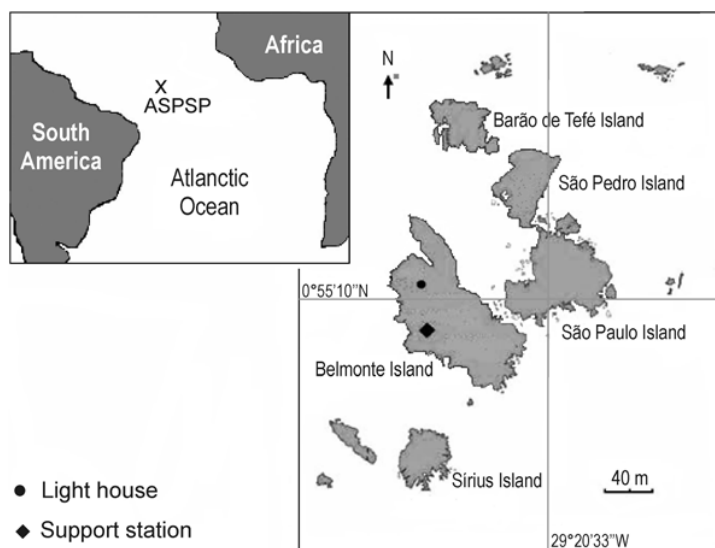 Africa
X
ASPSP
South
America
Atlanctic
Ocean
N
Barão de Tefé Island
São Pedro Island
0°55'10"N
São Paulo Island
Belmonte Island
Sirius Island
40 m
● Light house
◆ Support station
29°20'33"W